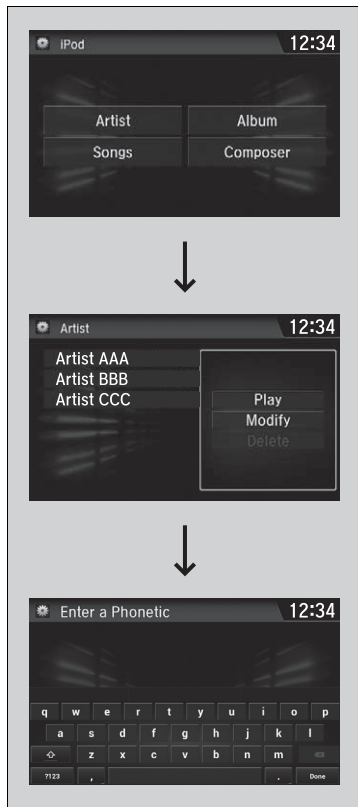 iPod 12:34
Artist Album
Songs Composer
Artist 12:34
Artist AAA
Artist BBB
Artist CCC
Play
Modify
Delete
Enter a Phonetic 12:34
q w e r t y u i o p
a s d f g h j k l
z x c v b n m
?123 , . Done